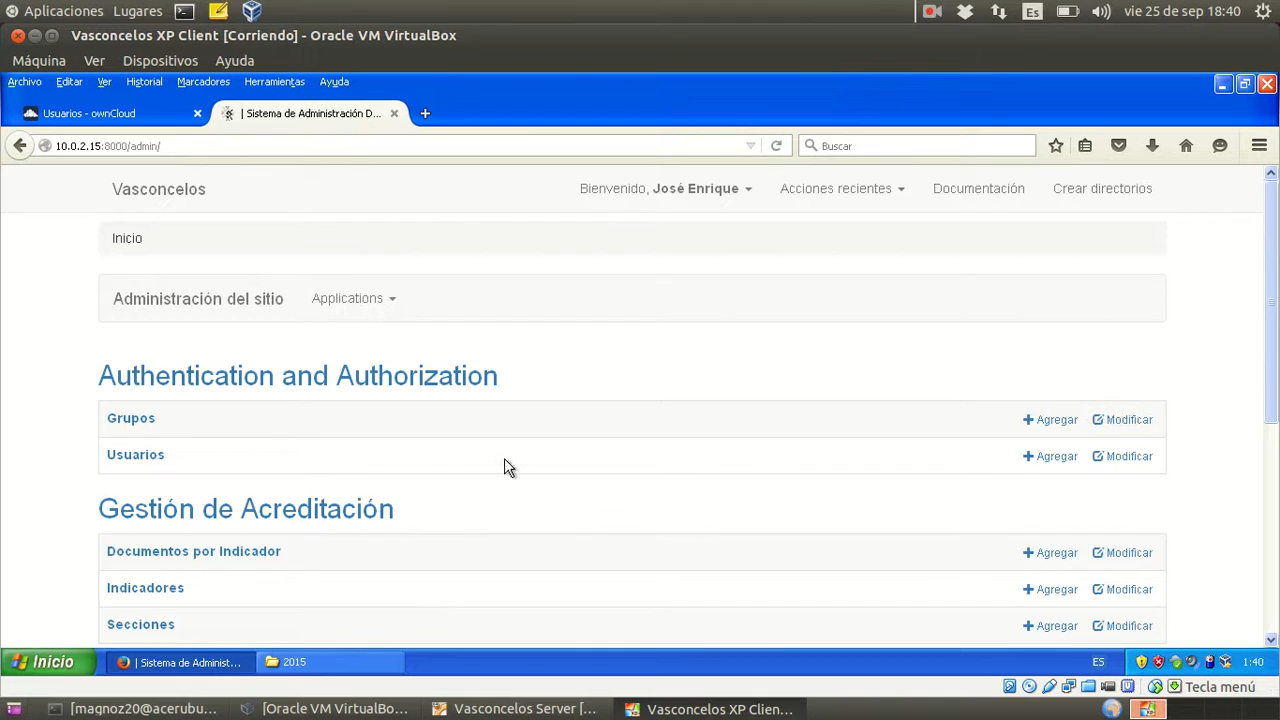 Aplicaciones Lugares Es vie 25 de sep 18:40
Vasconcelos XP Client [Corriendo] - Oracle VM VirtualBox
Máquina Ver Dispositivos Ayuda
Archivo Editar Ver Historial Marcadores Herramientas Ayuda
Usuarios - ownCloud | Sistema de Administración D...
10.0.2.15:8000/admin/ Buscar
Vasconcelos Bienvenido, José Enrique Acciones recientes Documentación Crear directorios
Inicio
Administración del sitio Applications
Authentication and Authorization
Grupos Agregar Modificar
Usuarios Agregar Modificar
Gestión de Acreditación
Documentos por Indicador Agregar Modificar
Indicadores Agregar Modificar
Secciones Agregar Modificar
Inicio | Sistema de Administ... 2015 ES 1:40
Tecla menú
[magnoz20@acerubu... [Oracle VM VirtualBo... Vasconcelos Server [... Vasconcelos XP Clien...